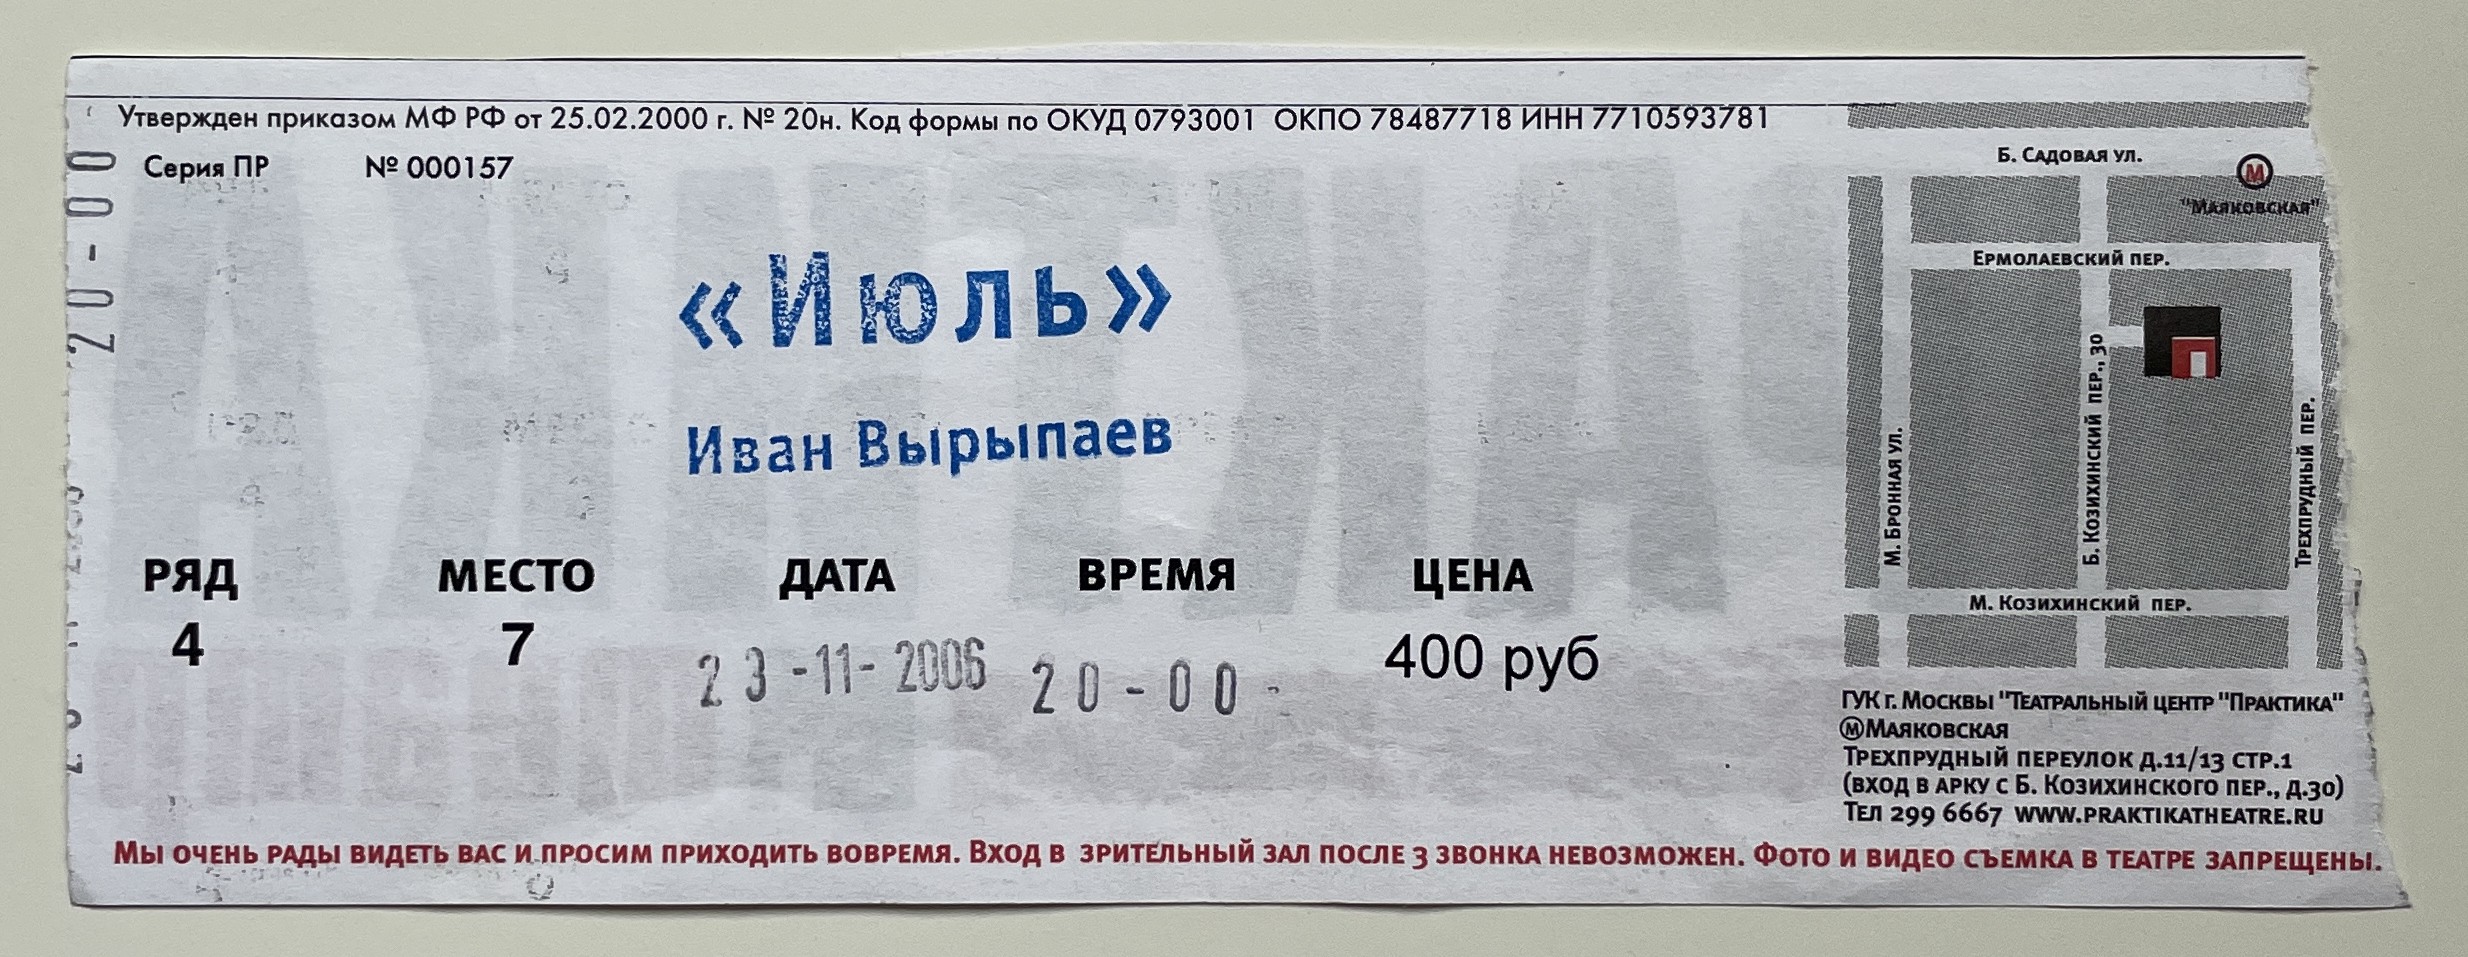 Утвержден приказом МФ РФ от 25.02.2000 г. № 20н. Код формы по ОКУД 0793001 ОКПО 78487718 ИНН 7710593781
Серия ПР № 000157
20-00
«Июль»
Иван Вырыпаев
РЯД МЕСТО ДАТА ВРЕМЯ ЦЕНА
4 7 23-11-2006 20-00- 400 руб
Б. Садовая ул.
М
"Маяковская"
Ермолаевский пер.
М. Бронная ул.
Б. Козихинский пер., 30
Трехпрудный пер.
М. Козихинский пер.
ГУК г. Москвы "Театральный центр "Практика"
Ⓜ Маяковская
Трехпрудный переулок д.11/13 стр.1
(вход в арку с Б. Козихинского пер., д.30)
Тел 299 6667 www.praktikatheatre.ru
Мы очень рады видеть вас и просим приходить вовремя. Вход в зрительный зал после 3 звонка невозможен. Фото и видео съемка в театре запрещены.